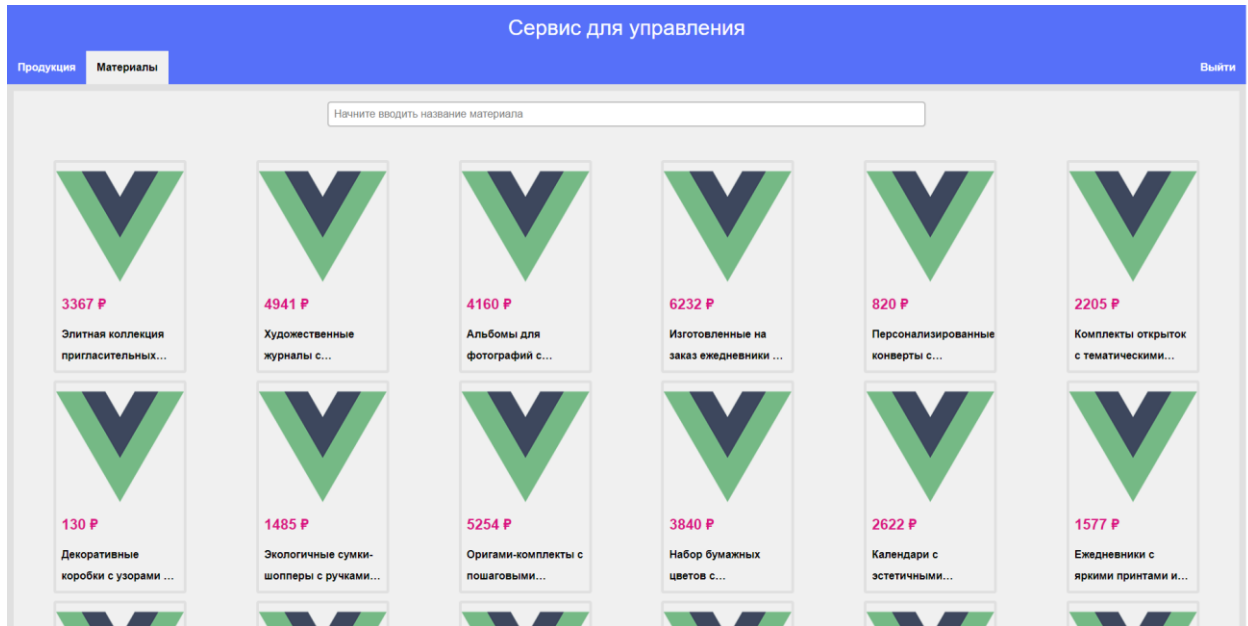 Сервис для управления
Продукция Материалы Выйти
Начните вводить название материала
3367 ₽ 4941 ₽ 4160 ₽ 6232 ₽ 820 ₽ 2205 ₽
Элитная коллекция Художественные Альбомы для Изготовленные на Персонализированные Комплекты открыток
пригласительных... журналы с... фотографий с... заказ ежедневники ... конверты с... с тематическими...
130 ₽ 1485 ₽ 5254 ₽ 3840 ₽ 2622 ₽ 1577 ₽
Декоративные Экологичные сумки- Оригами-комплекты с Набор бумажных Календари с Ежедневники с
коробки с узорами ... шопперы с ручками... пошаговыми... цветов с... эстетичными... яркими принтами и...